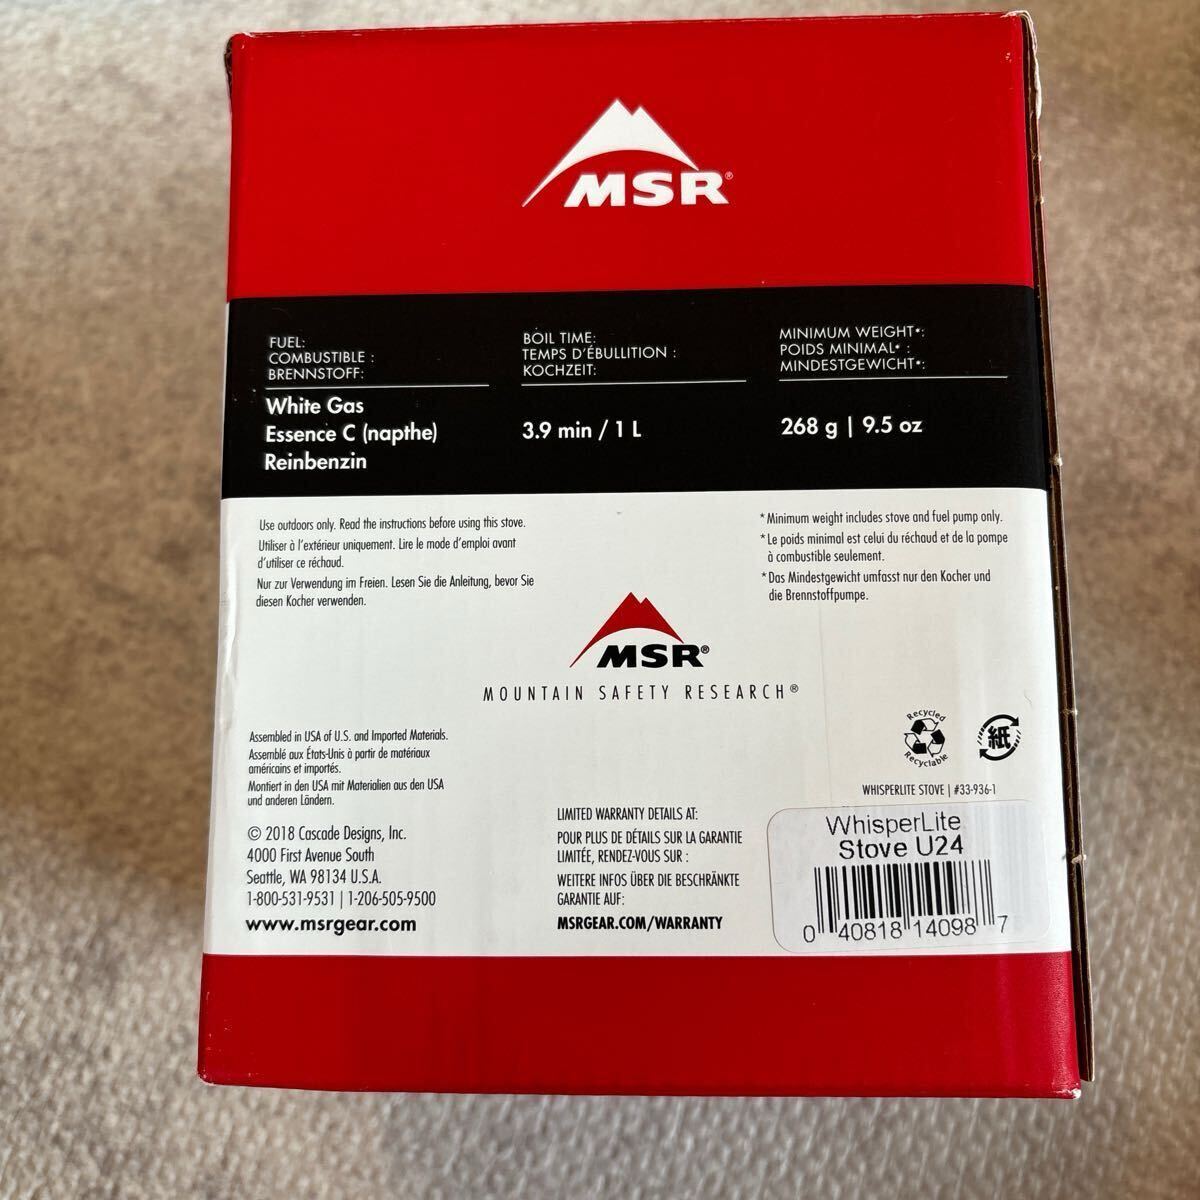 MSR®
FUEL:
COMBUSTIBLE :
BRENNSTOFF:
White Gas
Essence C (napthe)
Reinbenzin
BOIL TIME:
TEMPS D'ÉBULLITION :
KOCHZEIT:
3.9 min / 1 L
MINIMUM WEIGHT*:
POIDS MINIMAL* :
MINDESTGEWICHT*:
268 g | 9.5 oz
Use outdoors only. Read the instructions before using this stove.
Utiliser à l'extérieur uniquement. Lire le mode d'emploi avant
d'utiliser ce réchaud.
Nur zur Verwendung im Freien. Lesen Sie die Anleitung, bevor Sie
diesen Kocher verwenden.
*Minimum weight includes stove and fuel pump only.
*Le poids minimal est celui du réchaud et de la pompe
à combustible seulement.
*Das Mindestgewicht umfasst nur den Kocher und
die Brennstoffpumpe.
MSR®
MOUNTAIN SAFETY RESEARCH®
Assembled in USA of U.S. and Imported Materials.
Assemblé aux États-Unis à partir de matériaux
américains et importés.
Montiert in den USA mit Materialien aus den USA
und anderen Ländern.
© 2018 Cascade Designs, Inc.
4000 First Avenue South
Seattle, WA 98134 U.S.A.
1-800-531-9531 | 1-206-505-9500
www.msrgear.com
LIMITED WARRANTY DETAILS AT:
POUR PLUS DE DÉTAILS SUR LA GARANTIE
LIMITÉE, RENDEZ-VOUS SUR :
WEITERE INFOS ÜBER DIE BESCHRÄNKTE
GARANTIE AUF:
MSRGEAR.COM/WARRANTY
Recycled
Recyclable
紙
WHISPERLITE STOVE | #33-936-1
WhisperLite
Stove U24
0 40818 14098 7